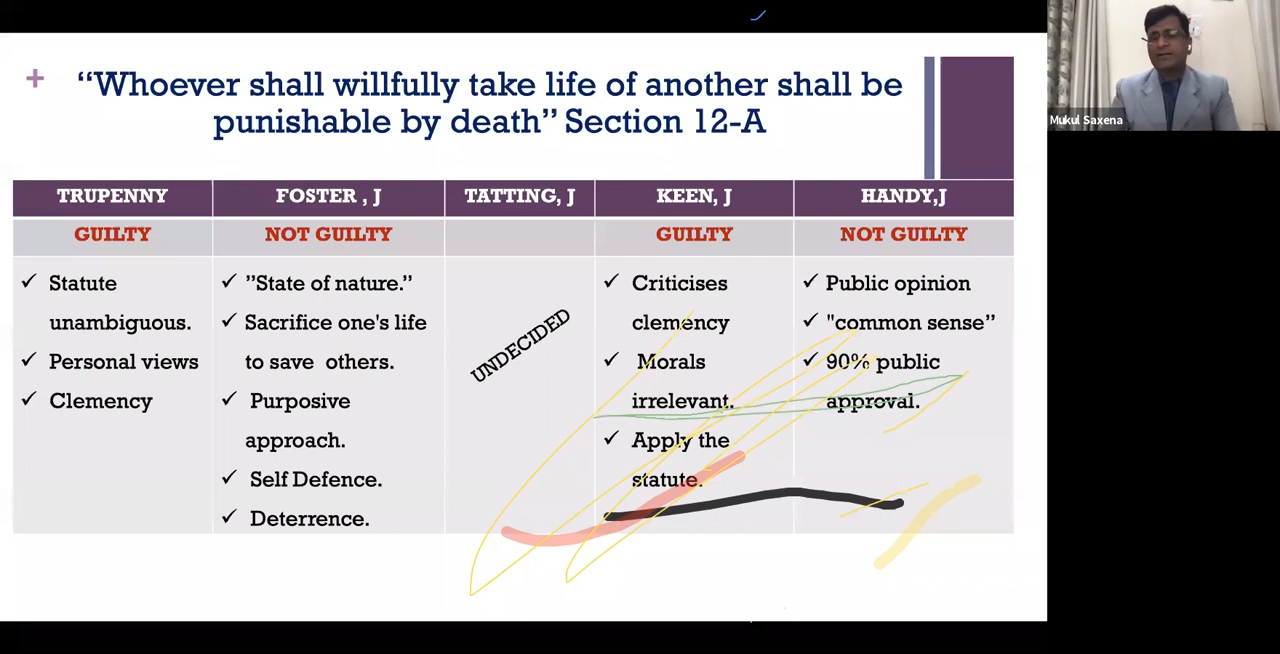 +
“Whoever shall willfully take life of another shall be
punishable by death” Section 12-A
Mukul Saxena
TRUPENNY
FOSTER , J
TATTING, J
KEEN, J
HANDY,J
GUILTY
NOT GUILTY
GUILTY
NOT GUILTY
✓ Statute
unambiguous.
✓ Personal views
✓ Clemency
✓ ”State of nature.”
✓ Sacrifice one's life
to save others.
✓ Purposive
approach.
✓ Self Defence.
✓ Deterrence.
UNDECIDED
✓ Criticises
clemency
✓ Morals
irrelevant.
✓ Apply the
statute.
✓ Public opinion
✓ "common sense”
✓ 90% public
approval.